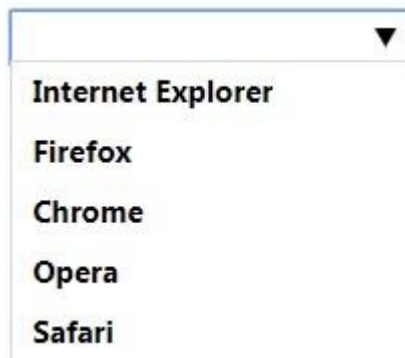 Internet Explorer
Firefox
Chrome
Opera
Safari